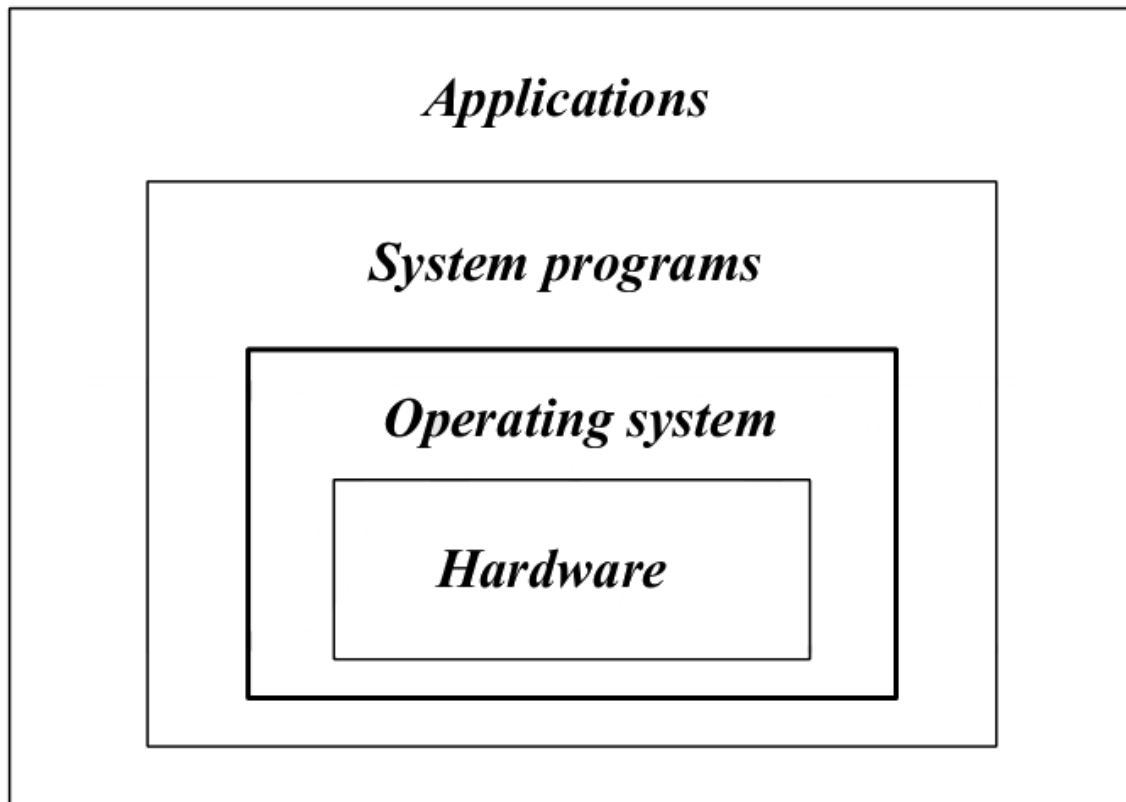 Applications
System programs
Operating system
Hardware